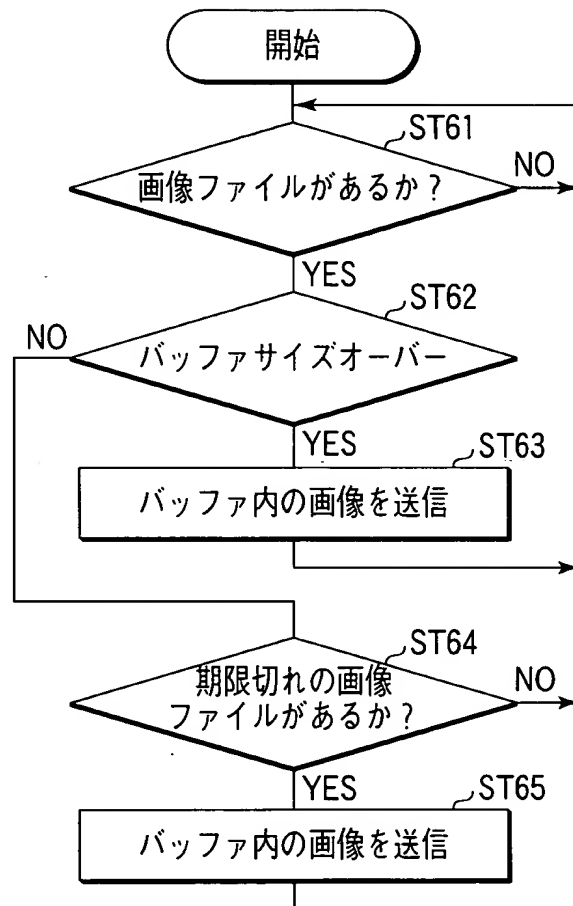 開始
ST61
画像ファイルがあるか?
NO
YES
ST62
NO
バッファサイズオーバー
YES
ST63
バッファ内の画像を送信
ST64
期限切れの画像
ファイルがあるか?
NO
YES
ST65
バッファ内の画像を送信